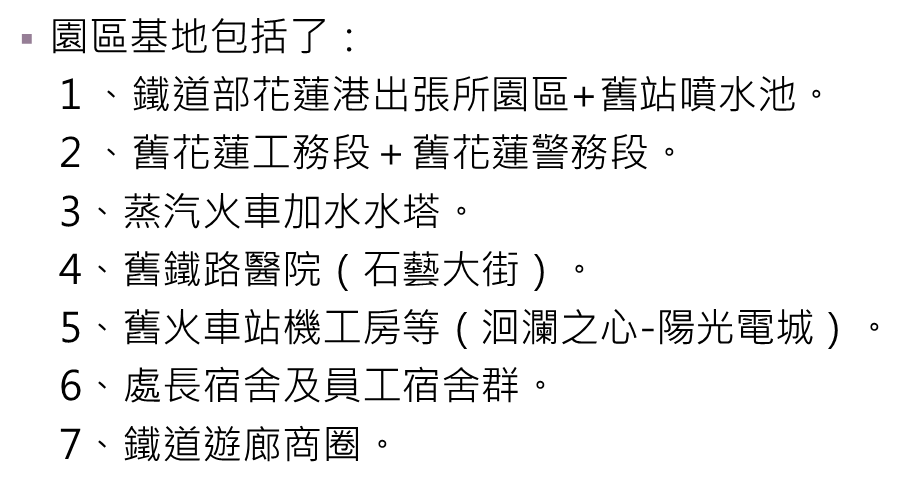 ▪ 園區基地包括了：
1、鐵道部花蓮港出張所園區+舊站噴水池。
2、舊花蓮工務段＋舊花蓮警務段。
3、蒸汽火車加水水塔。
4、舊鐵路醫院（石藝大街）。
5、舊火車站機工房等（洄瀾之心-陽光電城）。
6、處長宿舍及員工宿舍群。
7、鐵道遊廊商圈。